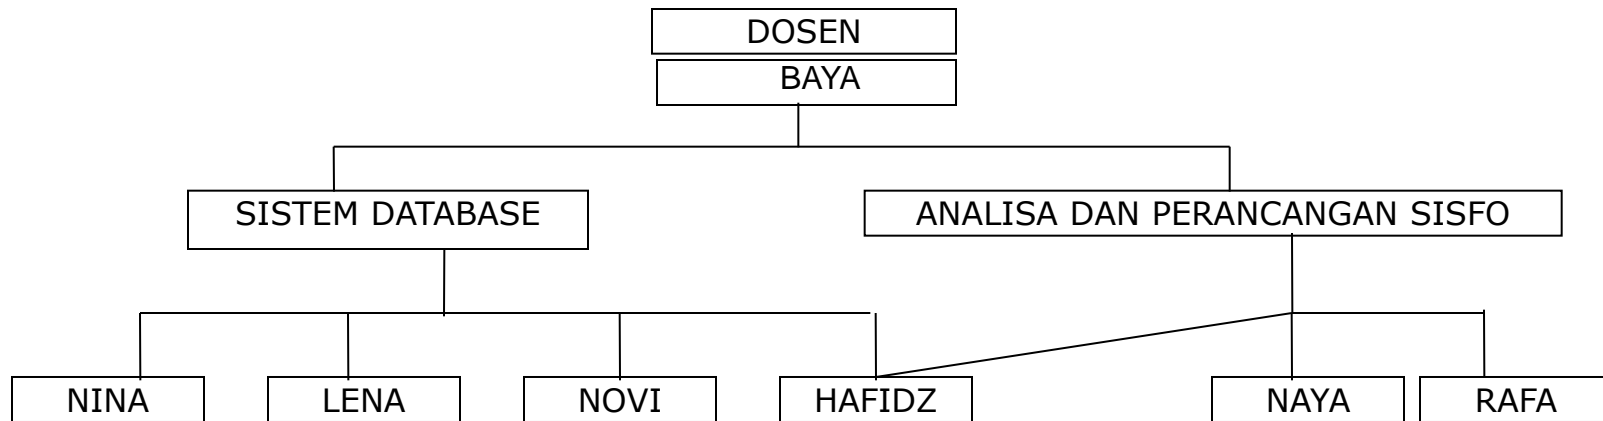 DOSEN
BAYA
SISTEM DATABASE
ANALISA DAN PERANCANGAN SISFO
NINA
LENA
NOVI
HAFIDZ
NAYA
RAFA